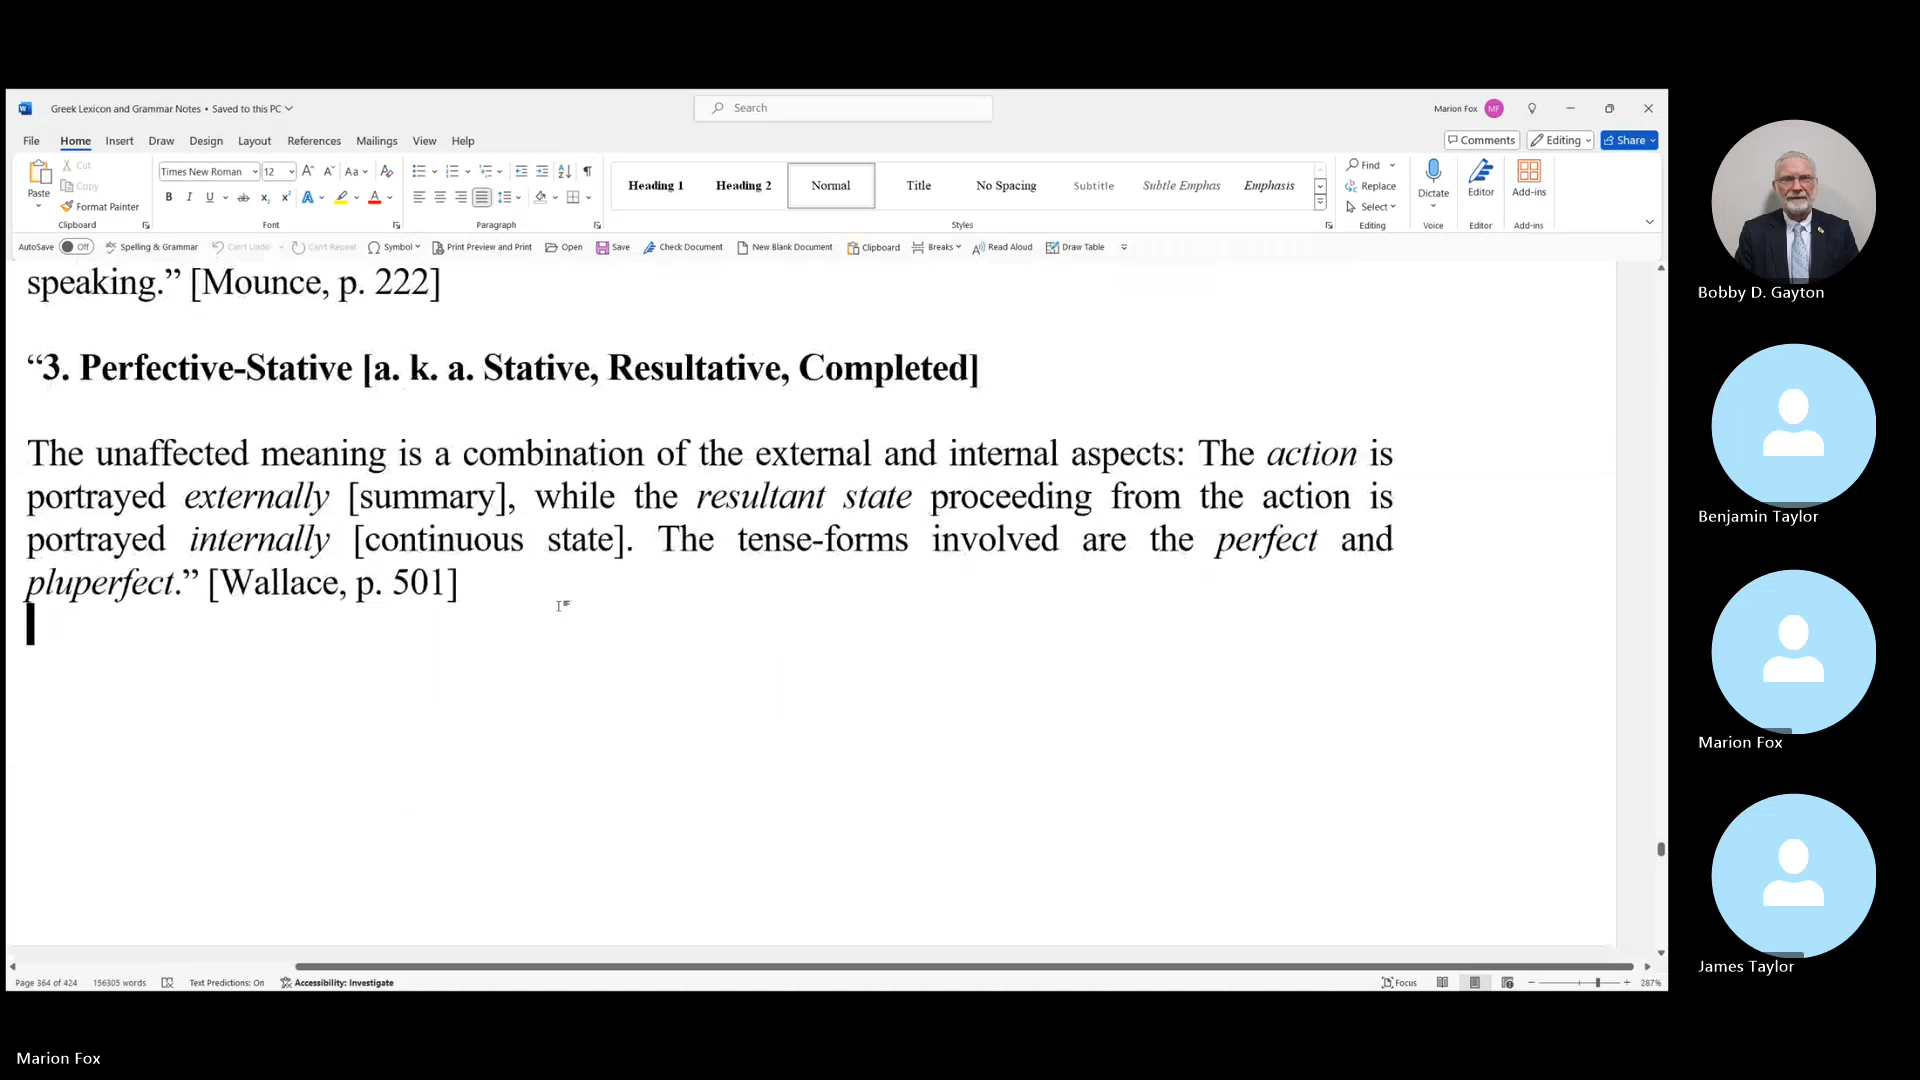 Greek Lexicon and Grammar Notes • Saved to this PC
Search
Marion Fox MF
File Home Insert Draw Design Layout References Mailings View Help
Comments Editing Share
Paste
Cut
Copy
Format Painter
Clipboard
Times New Roman 12
Font
Paragraph
Heading 1 Heading 2 Normal Title No Spacing Subtitle Subtle Emphas Emphasis
Styles
Find
Replace
Select
Editing
Dictate
Voice
Editor
Editor
Add-ins
Add-ins
AutoSave Off Spelling & Grammar Can't Undo Can't Repeat Symbol Print Preview and Print Open Save Check Document New Blank Document Clipboard Breaks Read Aloud Draw Table
speaking.” [Mounce, p. 222]
“3. Perfective-Stative [a. k. a. Stative, Resultative, Completed]
The unaffected meaning is a combination of the external and internal aspects: The action is
portrayed externally [summary], while the resultant state proceeding from the action is
portrayed internally [continuous state]. The tense-forms involved are the perfect and
pluperfect.” [Wallace, p. 501]
Page 364 of 424 156305 words Text Predictions: On Accessibility: Investigate Focus 287%
Bobby D. Gayton
Benjamin Taylor
Marion Fox
James Taylor
Marion Fox